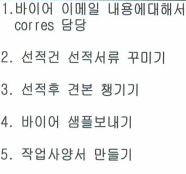 1.바이어 이메일 내용에대해서
corres 담당
2. 선적건 선적서류 꾸미기
3. 선적후 견본 챙기기
4. 바이어 샘플보내기
5. 작업사양서 만들기